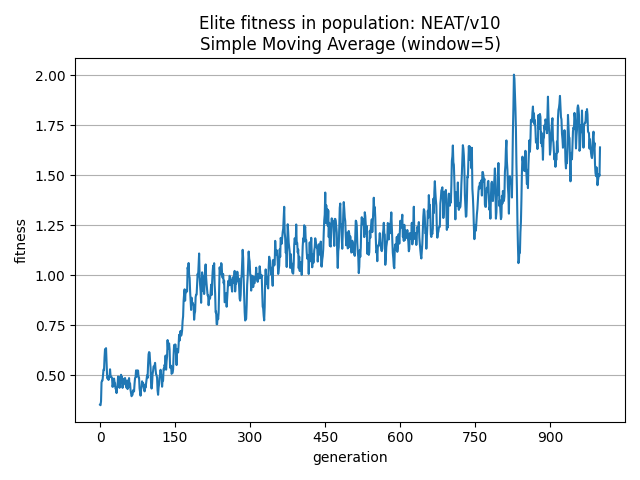 Elite fitness in population: NEAT/v10
Simple Moving Average (window=5)
2.00
1.75
1.50
1.25
1.00
0.75
0.50
fitness
0 150 300 450 600 750 900
generation